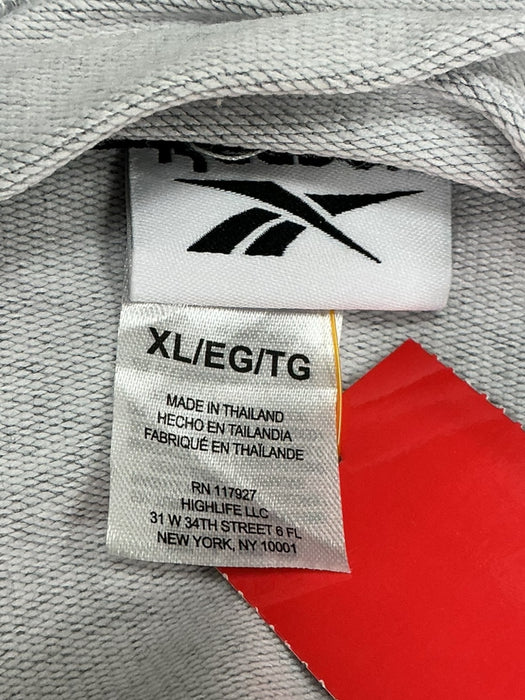 Reebok
XL/EG/TG
MADE IN THAILAND
HECHO EN TAILANDIA
FABRIQUÉ EN THAÏLANDE
RN 117927
HIGHLIFE LLC
31 W 34TH STREET 6 FL
NEW YORK, NY 10001